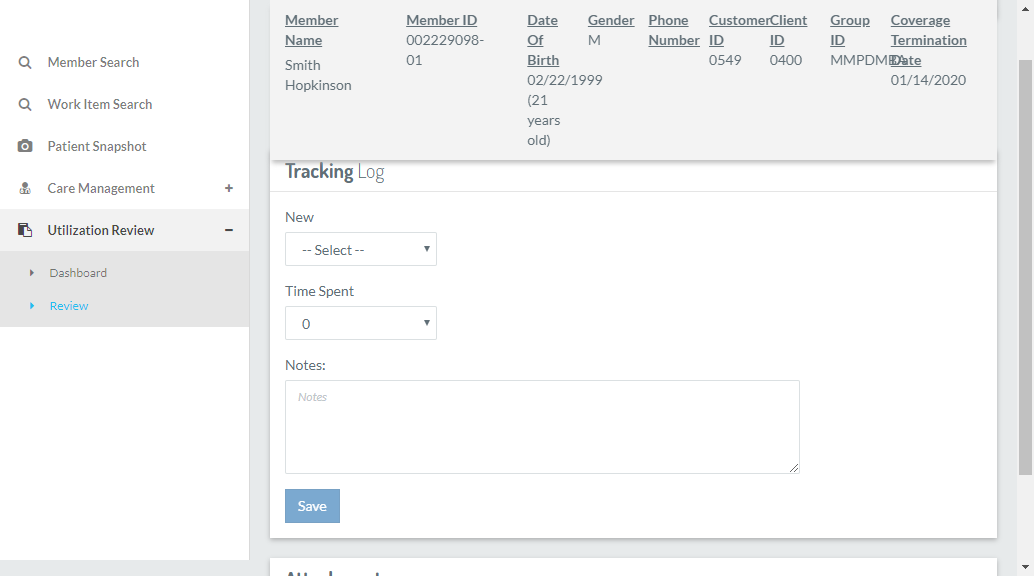 Member Search
Work Item Search
Patient Snapshot
Care Management +
Utilization Review −
Dashboard
Review
Member Name
Smith Hopkinson
Member ID
002229098-01
Date Of Birth
02/22/1999 (21 years old)
Gender
M
Phone Number
Customer ID
0549
Client ID
0400
Group ID
Coverage Termination Date
01/14/2020
Tracking Log
New
-- Select --
Time Spent
0
Notes:
Notes
Save